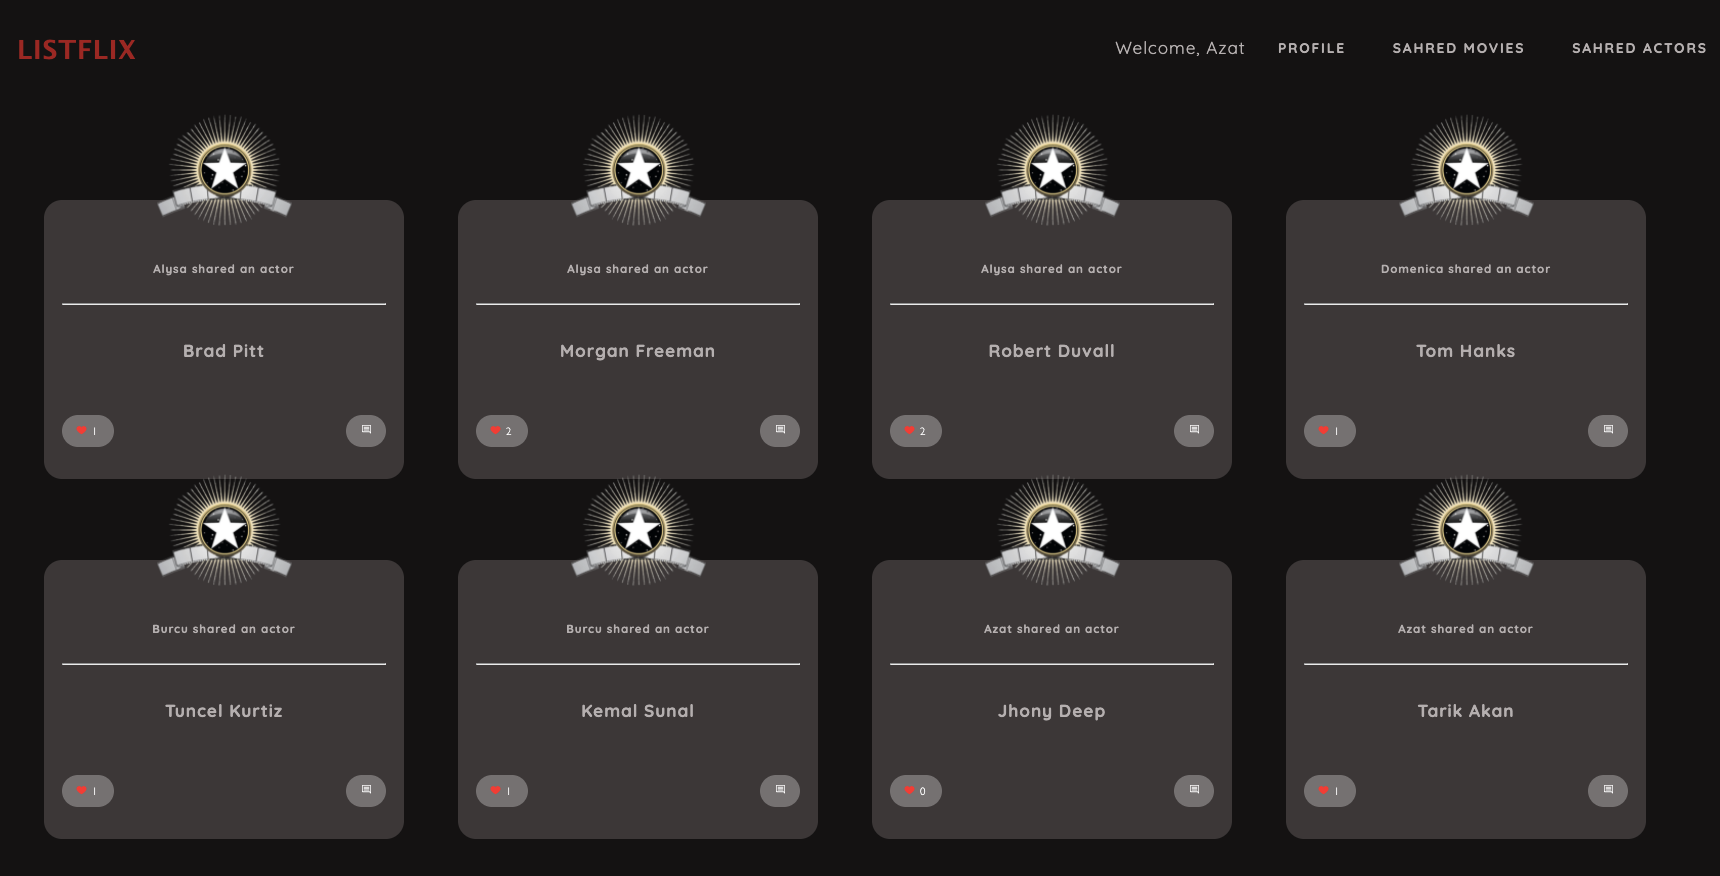 LISTFLIX
Welcome, Azat
PROFILE
SAHRED MOVIES
SAHRED ACTORS
Alysa shared an actor
Brad Pitt
1
Alysa shared an actor
Morgan Freeman
2
Alysa shared an actor
Robert Duvall
2
Domenica shared an actor
Tom Hanks
1
Burcu shared an actor
Tuncel Kurtiz
1
Burcu shared an actor
Kemal Sunal
1
Azat shared an actor
Jhony Deep
0
Azat shared an actor
Tarik Akan
1